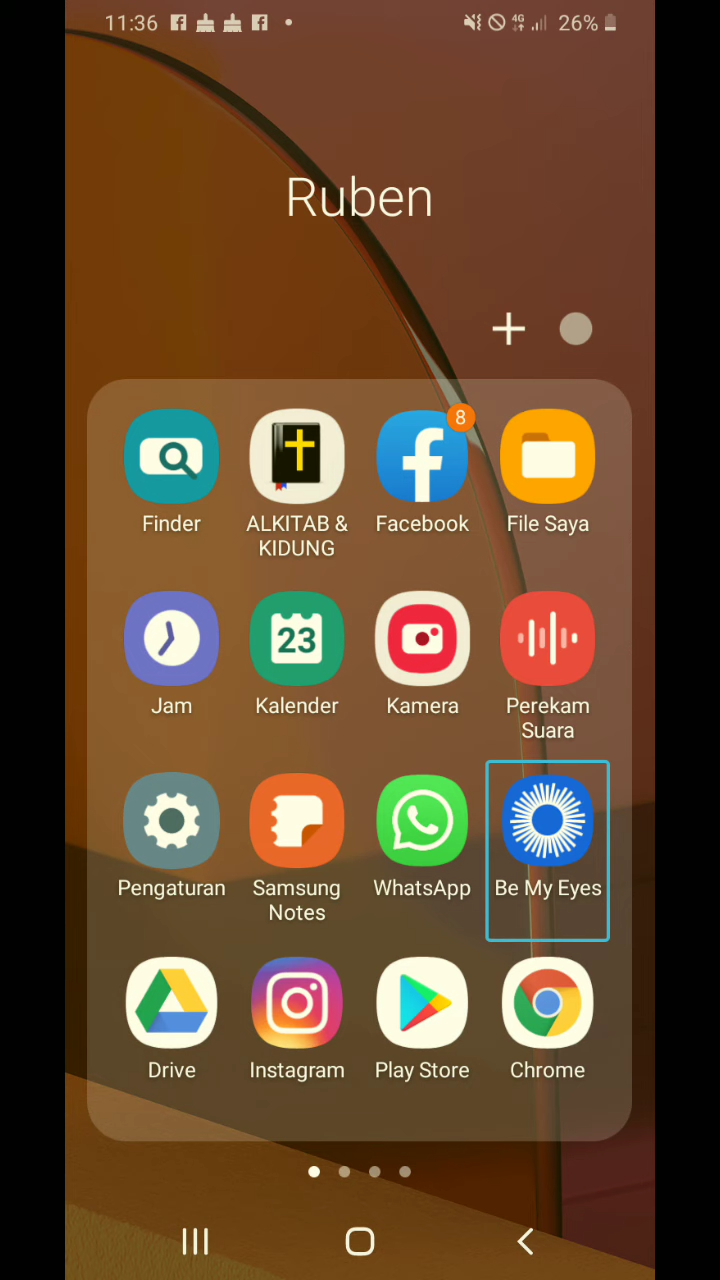 11:36 4G 26%
Ruben
8
Finder ALKITAB & Facebook File Saya
KIDUNG
23
Jam Kalender Kamera Perekam
Suara
Pengaturan Samsung WhatsApp Be My Eyes
Notes
Drive Instagram Play Store Chrome